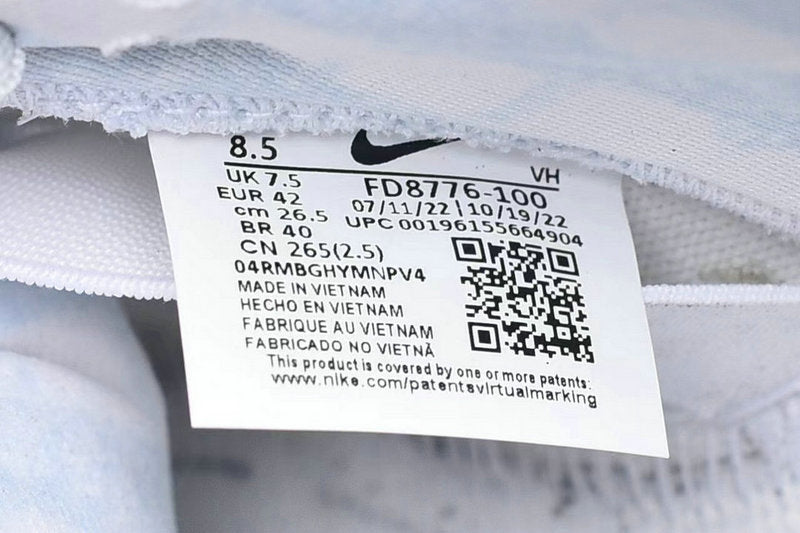 8.5
VH
UK 7.5
FD8776-100
EUR 42
07/11/22 | 10/19/22
cm 26.5
UPC 00196155664904
BR 40
CN 265(2.5)
04RMBGHYMNPV4
MADE IN VIETNAM
HECHO EN VIETNAM
FABRIQUE AU VIETNAM
FABRICADO NO VIETNÃ
This product is covered by one or more patents:
www.nike.com/patentsvirtualmarking